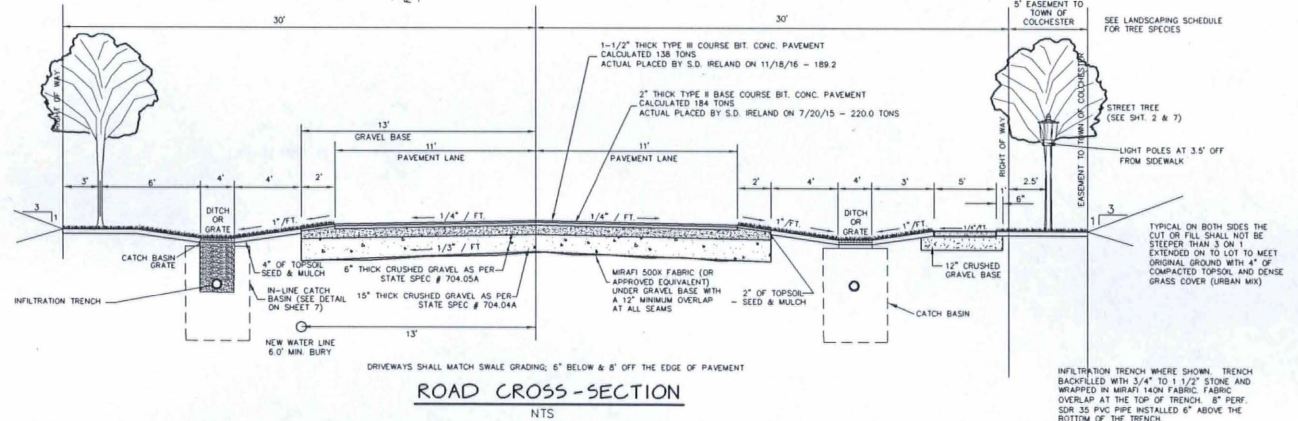 30'
30'
5' EASEMENT TO
TOWN OF
COLCHESTER
SEE LANDSCAPING SCHEDULE
FOR TREE SPECIES
1-1/2" THICK TYPE III COURSE BIT. CONC. PAVEMENT
CALCULATED 138 TONS
ACTUAL PLACED BY S.D. IRELAND ON 11/18/16 - 189.2
2" THICK TYPE II BASE COURSE BIT. CONC. PAVEMENT
CALCULATED 184 TONS
ACTUAL PLACED BY S.D. IRELAND ON 7/20/15 - 220.0 TONS
RIGHT OF WAY
EASEMENT TO TOWN OF COLCHESTER
STREET TREE
(SEE SHT. 2 & 7)
LIGHT POLES AT 3.5' OFF
FROM SIDEWALK
RIGHT OF WAY
13'
GRAVEL BASE
11'
PAVEMENT LANE
11'
PAVEMENT LANE
3'
6'
4'
4'
2'
2'
4'
4'
3'
5'
1'
2.5'
6"
DITCH
OR
GRATE
DITCH
OR
GRATE
3
1
1"/FT.
1/4" / FT.
1/4" / FT.
1"/FT.
1"/FT.
1/4"/FT.
3
1
1/3" / FT
CATCH BASIN
GRATE
INFILTRATION TRENCH
4" OF TOPSOIL
SEED & MULCH
IN-LINE CATCH
BASIN (SEE DETAIL
ON SHEET 7)
6" THICK CRUSHED GRAVEL AS PER
STATE SPEC # 704.05A
15" THICK CRUSHED GRAVEL AS PER
STATE SPEC # 704.04A
MIRAFI 500X FABRIC (OR
APPROVED EQUIVALENT)
UNDER GRAVEL BASE WITH
A 12" MINIMUM OVERLAP
AT ALL SEAMS
2" OF TOPSOIL
SEED & MULCH
12" CRUSHED
GRAVEL BASE
CATCH BASIN
TYPICAL ON BOTH SIDES THE
CUT OR FILL SHALL NOT BE
STEEPER THAN 3 ON 1
EXTENDED ON TO LOT TO MEET
ORIGINAL GROUND WITH 4" OF
COMPACTED TOPSOIL AND DENSE
GRASS COVER (URBAN MIX)
13'
NEW WATER LINE
6.0' MIN. BURY
DRIVEWAYS SHALL MATCH SWALE GRADING; 6" BELOW & 8' OFF THE EDGE OF PAVEMENT
ROAD CROSS-SECTION
NTS
INFILTRATION TRENCH WHERE SHOWN. TRENCH
BACKFILLED WITH 3/4" TO 1 1/2" STONE AND
WRAPPED IN MIRAFI 140N FABRIC. FABRIC
OVERLAP AT THE TOP OF TRENCH. 8" PERF.
SDR 35 PVC PIPE INSTALLED 6" ABOVE THE
BOTTOM OF THE TRENCH.